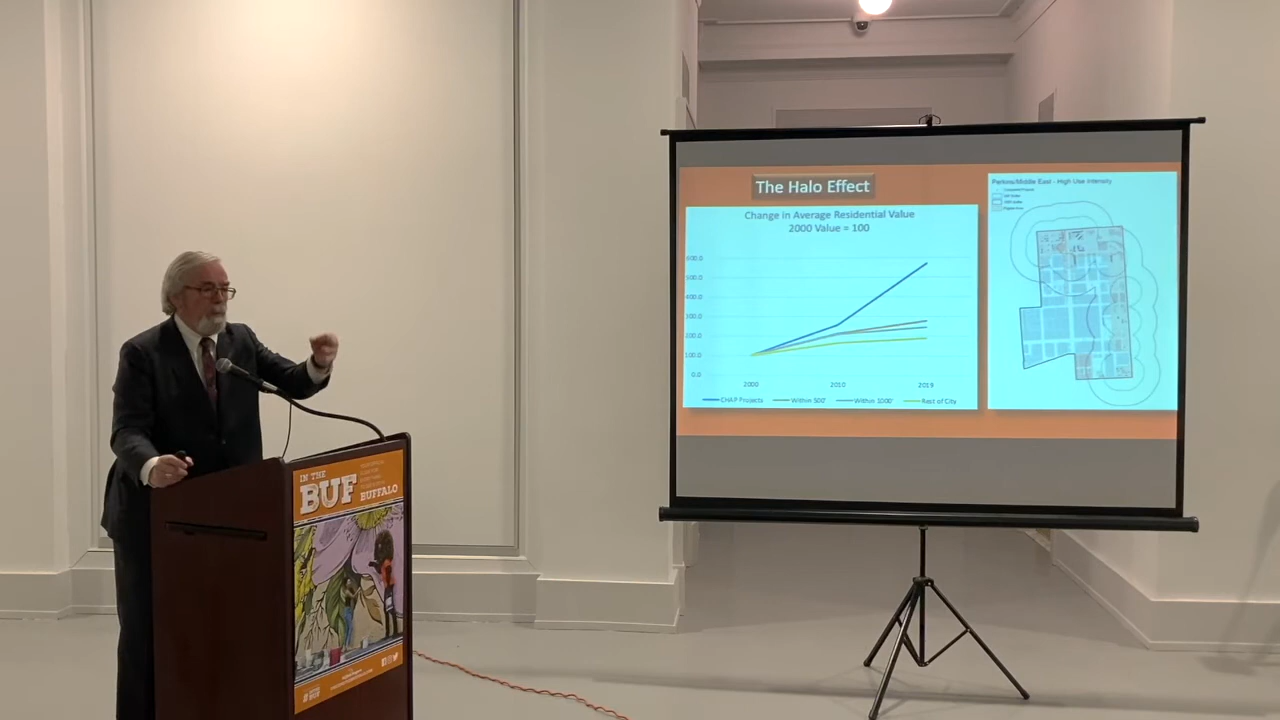 The Halo Effect
Change in Average Residential Value
2000 Value = 100
600.0
500.0
400.0
300.0
200.0
100.0
0.0
2000 2010 2019
CHAP Projects Within 500' Within 1000' Rest of City
Perkins/Middle East - High Use Intensity
IN THE
BUF
BUFFALO